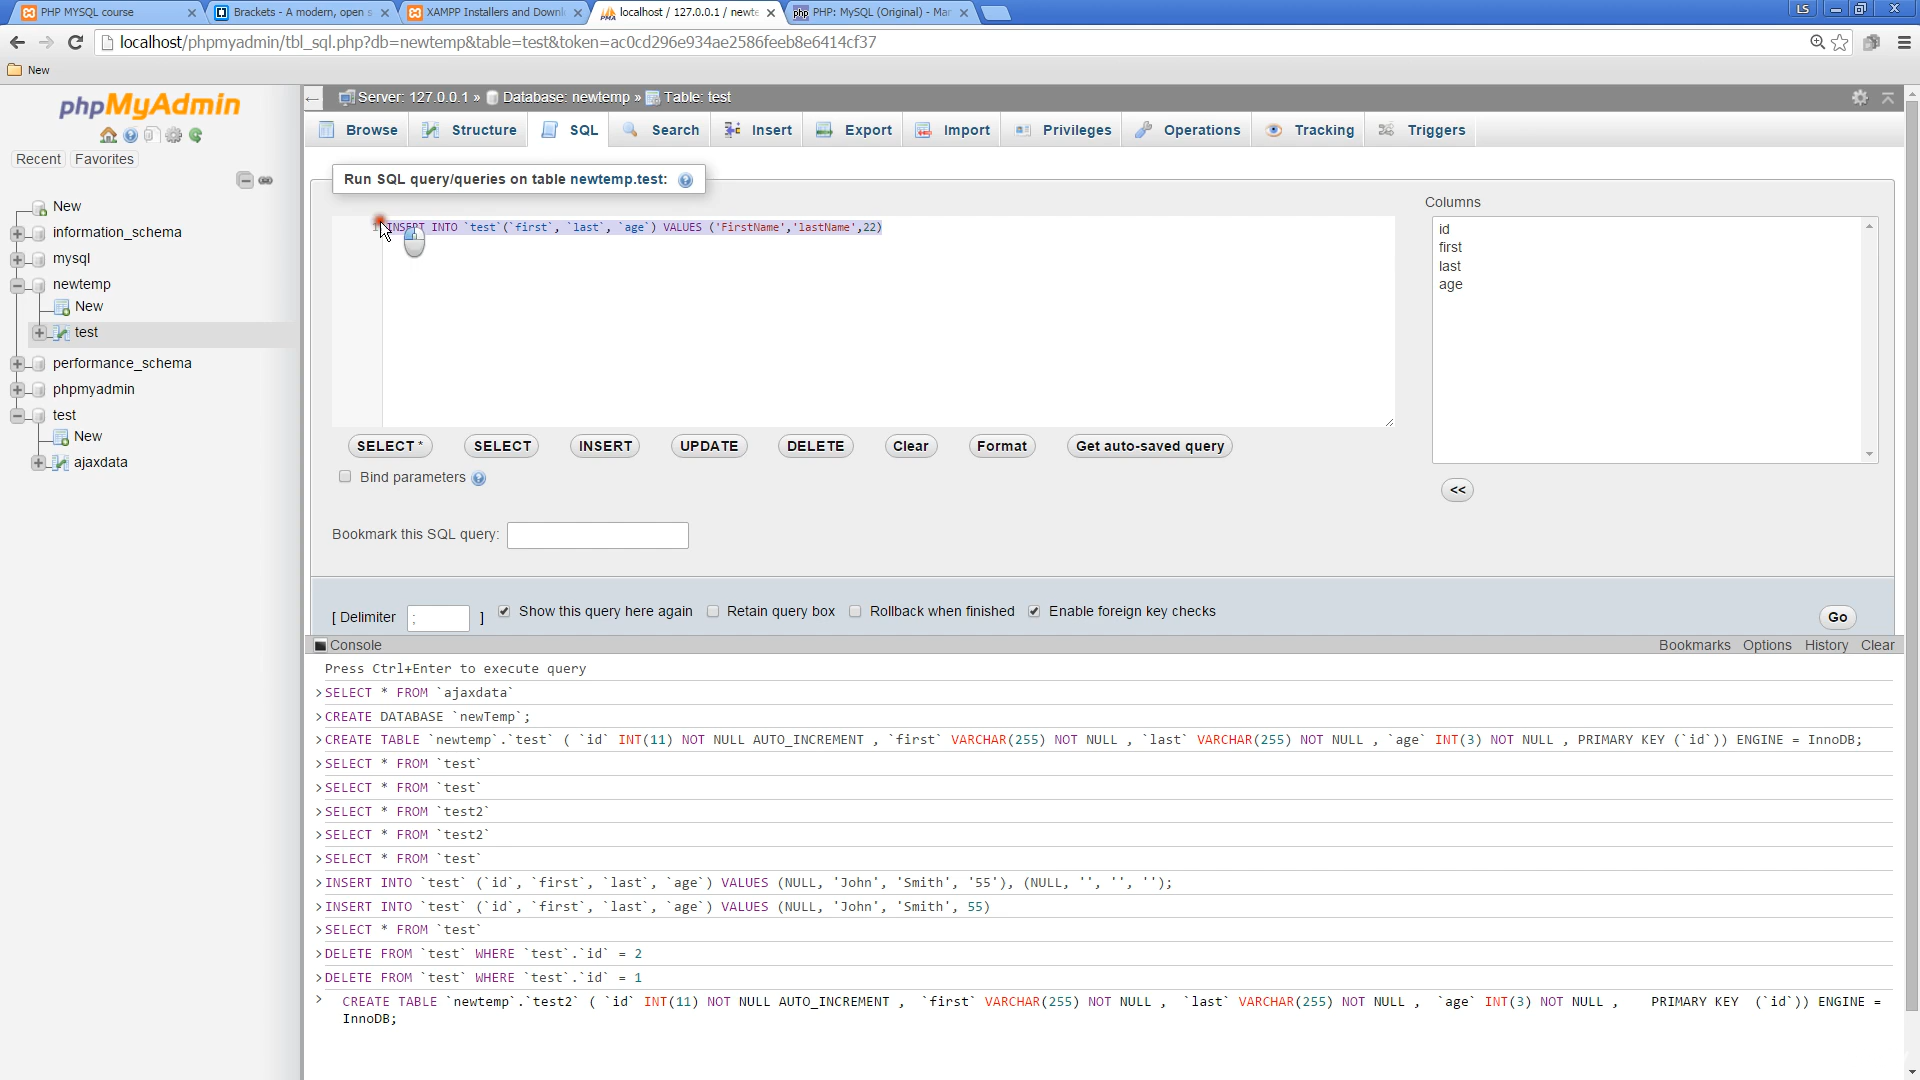 PHP MYSQL course
Brackets - A modern, open s
XAMPP Installers and Downl
localhost / 127.0.0.1 / newte
PHP: MySQL (Original) - Mar
LS
localhost/phpmyadmin/tbl_sql.php?db=newtemp&table=test&token=ac0cd296e934ae2586feeb8e6414cf37
New
phpMyAdmin
Recent
Favorites
New
information_schema
mysql
newtemp
New
test
performance_schema
phpmyadmin
test
New
ajaxdata
Server: 127.0.0.1 » Database: newtemp » Table: test
Browse
Structure
SQL
Search
Insert
Export
Import
Privileges
Operations
Tracking
Triggers
Run SQL query/queries on table newtemp.test:
1 INSERT INTO `test`(`first`, `last`, `age`) VALUES ('FirstName','lastName',22)
Columns
id
first
last
age
SELECT *
SELECT
INSERT
UPDATE
DELETE
Clear
Format
Get auto-saved query
<<
Bind parameters
Bookmark this SQL query:
[ Delimiter ; ]
Show this query here again
Retain query box
Rollback when finished
Enable foreign key checks
Go
Console
Bookmarks Options History Clear
Press Ctrl+Enter to execute query
>SELECT * FROM `ajaxdata`
>CREATE DATABASE `newTemp`;
>CREATE TABLE `newtemp`.`test` ( `id` INT(11) NOT NULL AUTO_INCREMENT , `first` VARCHAR(255) NOT NULL , `last` VARCHAR(255) NOT NULL , `age` INT(3) NOT NULL , PRIMARY KEY (`id`)) ENGINE = InnoDB;
>SELECT * FROM `test`
>SELECT * FROM `test`
>SELECT * FROM `test2`
>SELECT * FROM `test2`
>SELECT * FROM `test`
>INSERT INTO `test` (`id`, `first`, `last`, `age`) VALUES (NULL, 'John', 'Smith', '55'), (NULL, '', '', '');
>INSERT INTO `test` (`id`, `first`, `last`, `age`) VALUES (NULL, 'John', 'Smith', 55)
>SELECT * FROM `test`
>DELETE FROM `test` WHERE `test`.`id` = 2
>DELETE FROM `test` WHERE `test`.`id` = 1
> CREATE TABLE `newtemp`.`test2` ( `id` INT(11) NOT NULL AUTO_INCREMENT , `first` VARCHAR(255) NOT NULL , `last` VARCHAR(255) NOT NULL , `age` INT(3) NOT NULL , PRIMARY KEY (`id`)) ENGINE =
InnoDB;